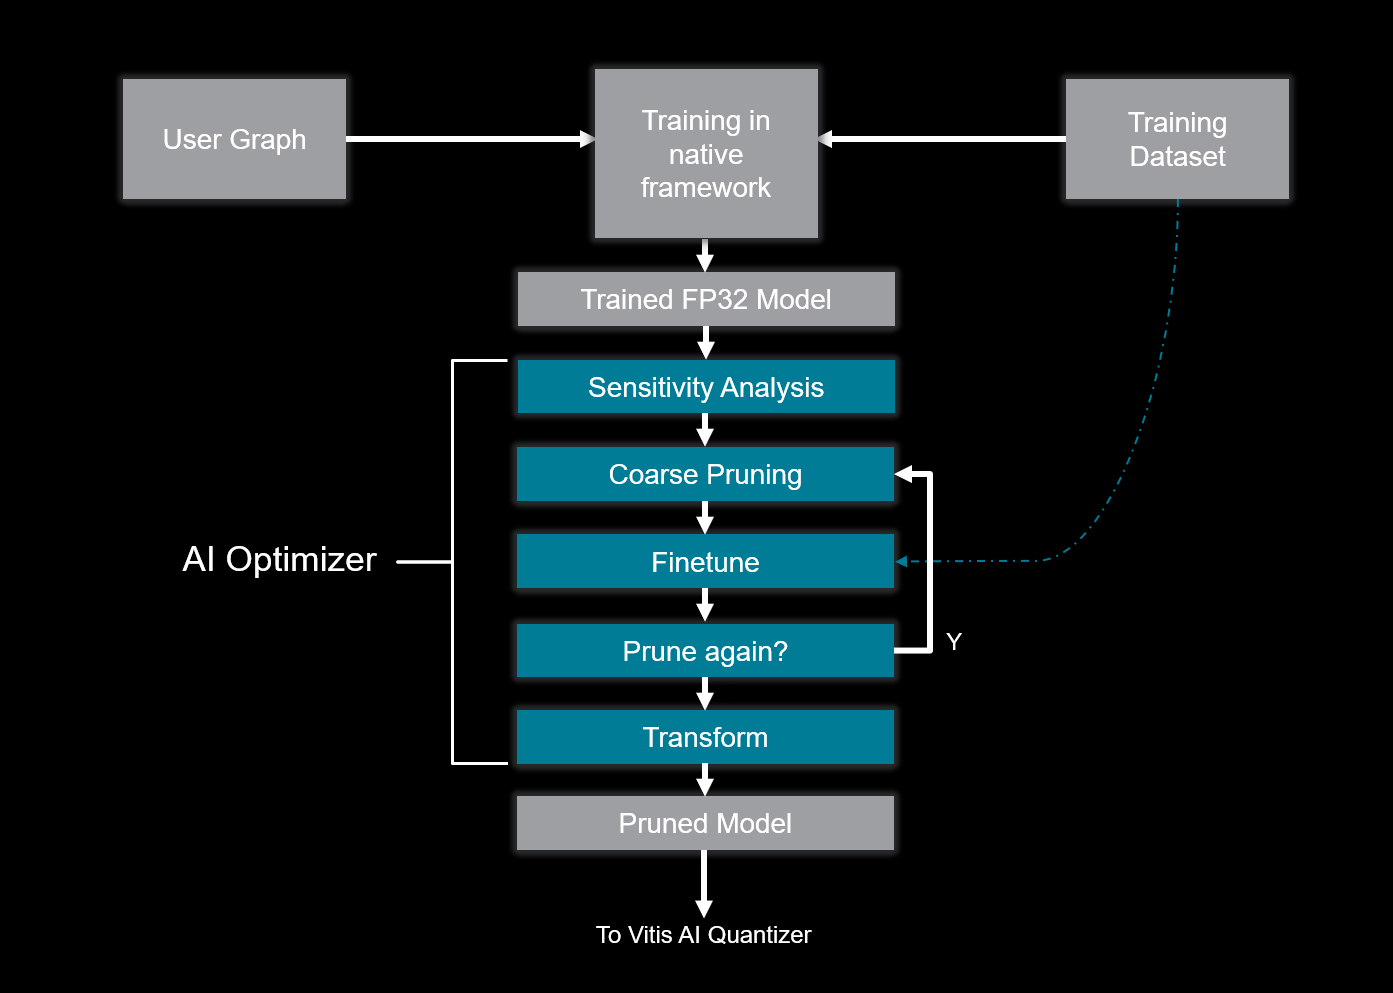 User Graph
Training in
native
framework
Training
Dataset
Trained FP32 Model
Sensitivity Analysis
Coarse Pruning
AI Optimizer
Finetune
Prune again?
Y
Transform
Pruned Model
To Vitis AI Quantizer